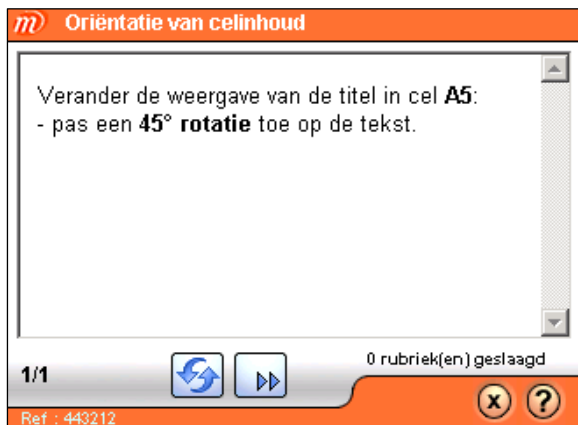 m Oriëntatie van celinhoud
Verander de weergave van de titel in cel A5:
- pas een 45° rotatie toe op de tekst.
0 rubriek(en) geslaagd
1/1
x ?
Ref : 443212